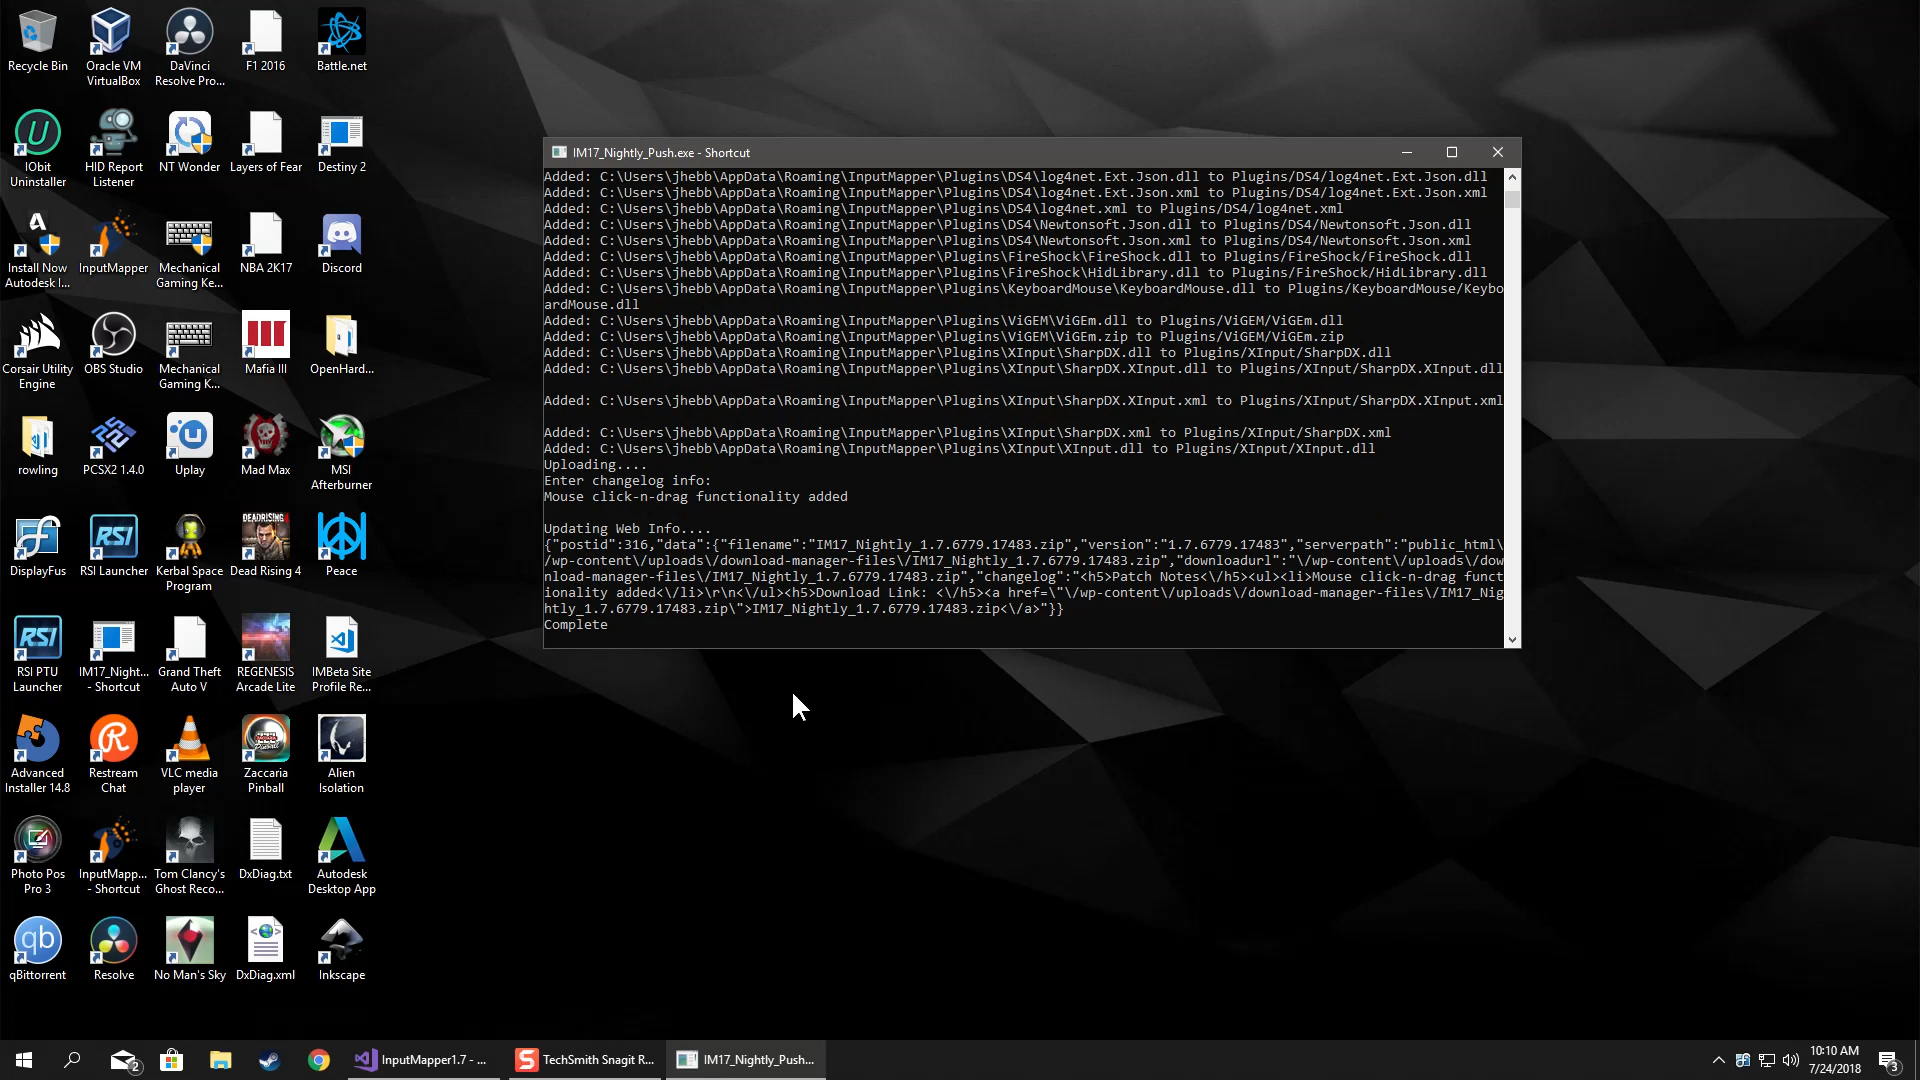 Recycle Bin
Oracle VM
VirtualBox
DaVinci
Resolve Pro...
F1 2016
Battle.net
IObit
Uninstaller
HID Report
Listener
NT Wonder
Layers of Fear
Destiny 2
Install Now
Autodesk I...
InputMapper
Mechanical
Gaming Ke...
NBA 2K17
Discord
Corsair Utility
Engine
OBS Studio
Mechanical
Gaming K...
Mafia III
OpenHard...
rowling
PCSX2 1.4.0
Uplay
Mad Max
MSI
Afterburner
DisplayFus
RSI
RSI Launcher
Kerbal Space
Program
DEADRISING 4
Dead Rising 4
Peace
RSI
RSI PTU
Launcher
IM17_Night...
- Shortcut
Grand Theft
Auto V
REGENESIS
Arcade Lite
IMBeta Site
Profile Re...
Advanced
Installer 14.8
Restream
Chat
VLC media
player
Zaccaria
Pinball
Alien
Isolation
Photo Pos
Pro 3
InputMapp...
- Shortcut
Tom Clancy's
Ghost Reco...
DxDiag.txt
Autodesk
Desktop App
qb
qBittorrent
Resolve
No Man's Sky
DxDiag.xml
Inkscape
IM17_Nightly_Push.exe - Shortcut
Added: C:\Users\jhebb\AppData\Roaming\InputMapper\Plugins\DS4\log4net.Ext.Json.dll to Plugins/DS4/log4net.Ext.Json.dll
Added: C:\Users\jhebb\AppData\Roaming\InputMapper\Plugins\DS4\log4net.Ext.Json.xml to Plugins/DS4/log4net.Ext.Json.xml
Added: C:\Users\jhebb\AppData\Roaming\InputMapper\Plugins\DS4\log4net.xml to Plugins/DS4/log4net.xml
Added: C:\Users\jhebb\AppData\Roaming\InputMapper\Plugins\DS4\Newtonsoft.Json.dll to Plugins/DS4/Newtonsoft.Json.dll
Added: C:\Users\jhebb\AppData\Roaming\InputMapper\Plugins\DS4\Newtonsoft.Json.xml to Plugins/DS4/Newtonsoft.Json.xml
Added: C:\Users\jhebb\AppData\Roaming\InputMapper\Plugins\FireShock\FireShock.dll to Plugins/FireShock/FireShock.dll
Added: C:\Users\jhebb\AppData\Roaming\InputMapper\Plugins\FireShock\HidLibrary.dll to Plugins/FireShock/HidLibrary.dll
Added: C:\Users\jhebb\AppData\Roaming\InputMapper\Plugins\KeyboardMouse\KeyboardMouse.dll to Plugins/KeyboardMouse/Keybo
ardMouse.dll
Added: C:\Users\jhebb\AppData\Roaming\InputMapper\Plugins\ViGEM\ViGEm.dll to Plugins/ViGEM/ViGEm.dll
Added: C:\Users\jhebb\AppData\Roaming\InputMapper\Plugins\ViGEM\ViGEm.zip to Plugins/ViGEM/ViGEm.zip
Added: C:\Users\jhebb\AppData\Roaming\InputMapper\Plugins\XInput\SharpDX.dll to Plugins/XInput/SharpDX.dll
Added: C:\Users\jhebb\AppData\Roaming\InputMapper\Plugins\XInput\SharpDX.XInput.dll to Plugins/XInput/SharpDX.XInput.dll
Added: C:\Users\jhebb\AppData\Roaming\InputMapper\Plugins\XInput\SharpDX.XInput.xml to Plugins/XInput/SharpDX.XInput.xml
Added: C:\Users\jhebb\AppData\Roaming\InputMapper\Plugins\XInput\SharpDX.xml to Plugins/XInput/SharpDX.xml
Added: C:\Users\jhebb\AppData\Roaming\InputMapper\Plugins\XInput\XInput.dll to Plugins/XInput/XInput.dll
Uploading....
Enter changelog info:
Mouse click-n-drag functionality added
Updating Web Info....
{"postid":316,"data":{"filename":"IM17_Nightly_1.7.6779.17483.zip","version":"1.7.6779.17483","serverpath":"public_html\
/wp-content\/uploads\/download-manager-files\/IM17_Nightly_1.7.6779.17483.zip","downloadurl":"\/wp-content\/uploads\/dow
nload-manager-files\/IM17_Nightly_1.7.6779.17483.zip","changelog":"<h5>Patch Notes<\/h5><ul><li>Mouse click-n-drag funct
ionality added<\/li>\r\n<\/ul><h5>Download Link: <\/h5><a href=\"\/wp-content\/uploads\/download-manager-files\/IM17_Nig
htly_1.7.6779.17483.zip\">IM17_Nightly_1.7.6779.17483.zip<\/a>"}}
Complete
2
InputMapper1.7 - ...
TechSmith Snagit R...
IM17_Nightly_Push...
10:10 AM
7/24/2018
3